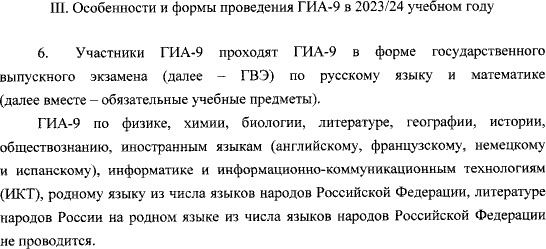 III. Особенности и формы проведения ГИА-9 в 2023/24 учебном году
6. Участники ГИА-9 проходят ГИА-9 в форме государственного
выпускного экзамена (далее – ГВЭ) по русскому языку и математике
(далее вместе – обязательные учебные предметы).
ГИА-9 по физике, химии, биологии, литературе, географии, истории,
обществознанию, иностранным языкам (английскому, французскому, немецкому
и испанскому), информатике и информационно-коммуникационным технологиям
(ИКТ), родному языку из числа языков народов Российской Федерации, литературе
народов России на родном языке из числа языков народов Российской Федерации
не проводится.